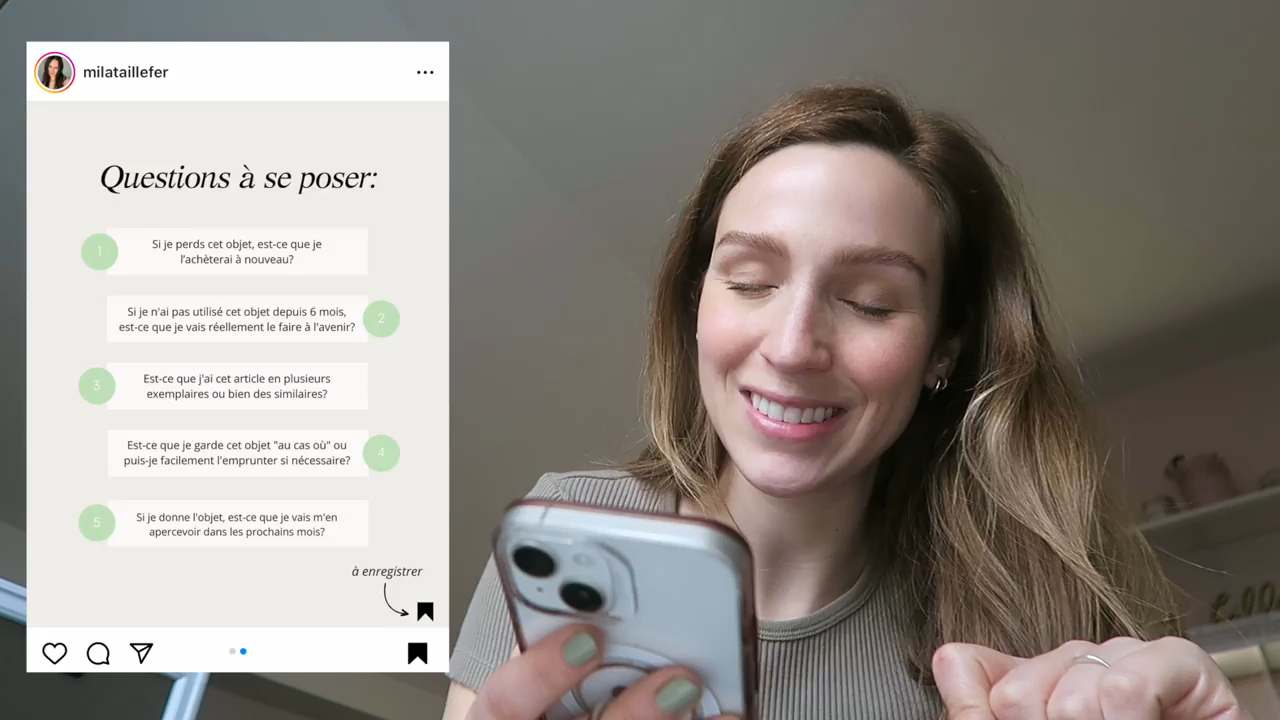 milataillefer
Questions à se poser:
1
Si je perds cet objet, est-ce que je
l'achèterai à nouveau?
Si je n'ai pas utilisé cet objet depuis 6 mois,
est-ce que je vais réellement le faire à l'avenir?
2
3
Est-ce que j'ai cet article en plusieurs
exemplaires ou bien des similaires?
Est-ce que je garde cet objet "au cas où" ou
puis-je facilement l'emprunter si nécessaire?
4
5
Si je donne l'objet, est-ce que je vais m'en
apercevoir dans les prochains mois?
à enregistrer